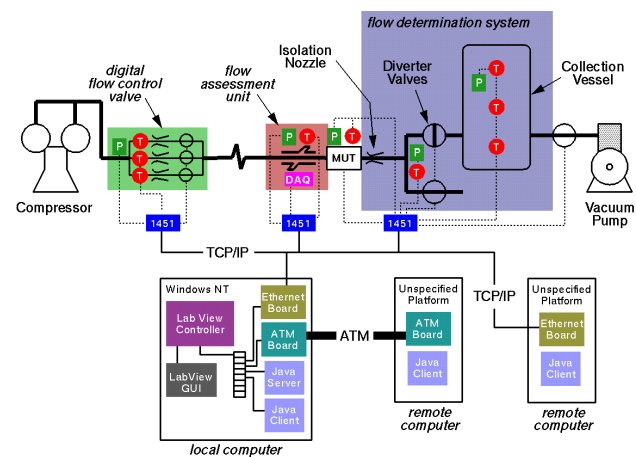 flow determination system
Isolation
Nozzle
digital
flow control
valve
flow
assessment
unit
Diverter
Valves
Collection
Vessel
P
T
T
T
P
T
DAQ
P
T
MUT
P
T
P
T
T
T
Compressor
Vacuum
Pump
1451
1451
1451
TCP/IP
TCP/IP
Windows NT
Lab View
Controller
LabView
GUI
Ethernet
Board
ATM
Board
Java
Server
Java
Client
local computer
ATM
Unspecified
Platform
ATM
Board
Java
Client
remote
computer
Unspecified
Platform
Ethernet
Board
Java
Client
remote
computer